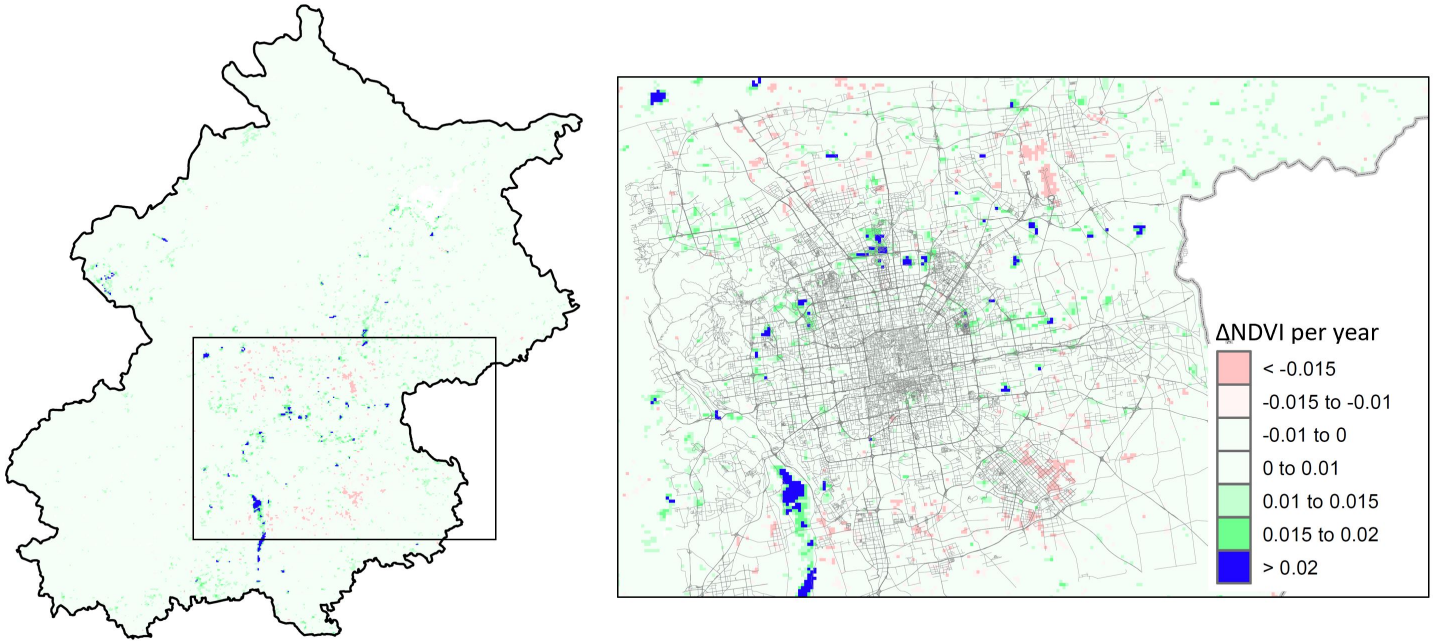 ΔNDVI per year
< -0.015
-0.015 to -0.01
-0.01 to 0
0 to 0.01
0.01 to 0.015
0.015 to 0.02
> 0.02